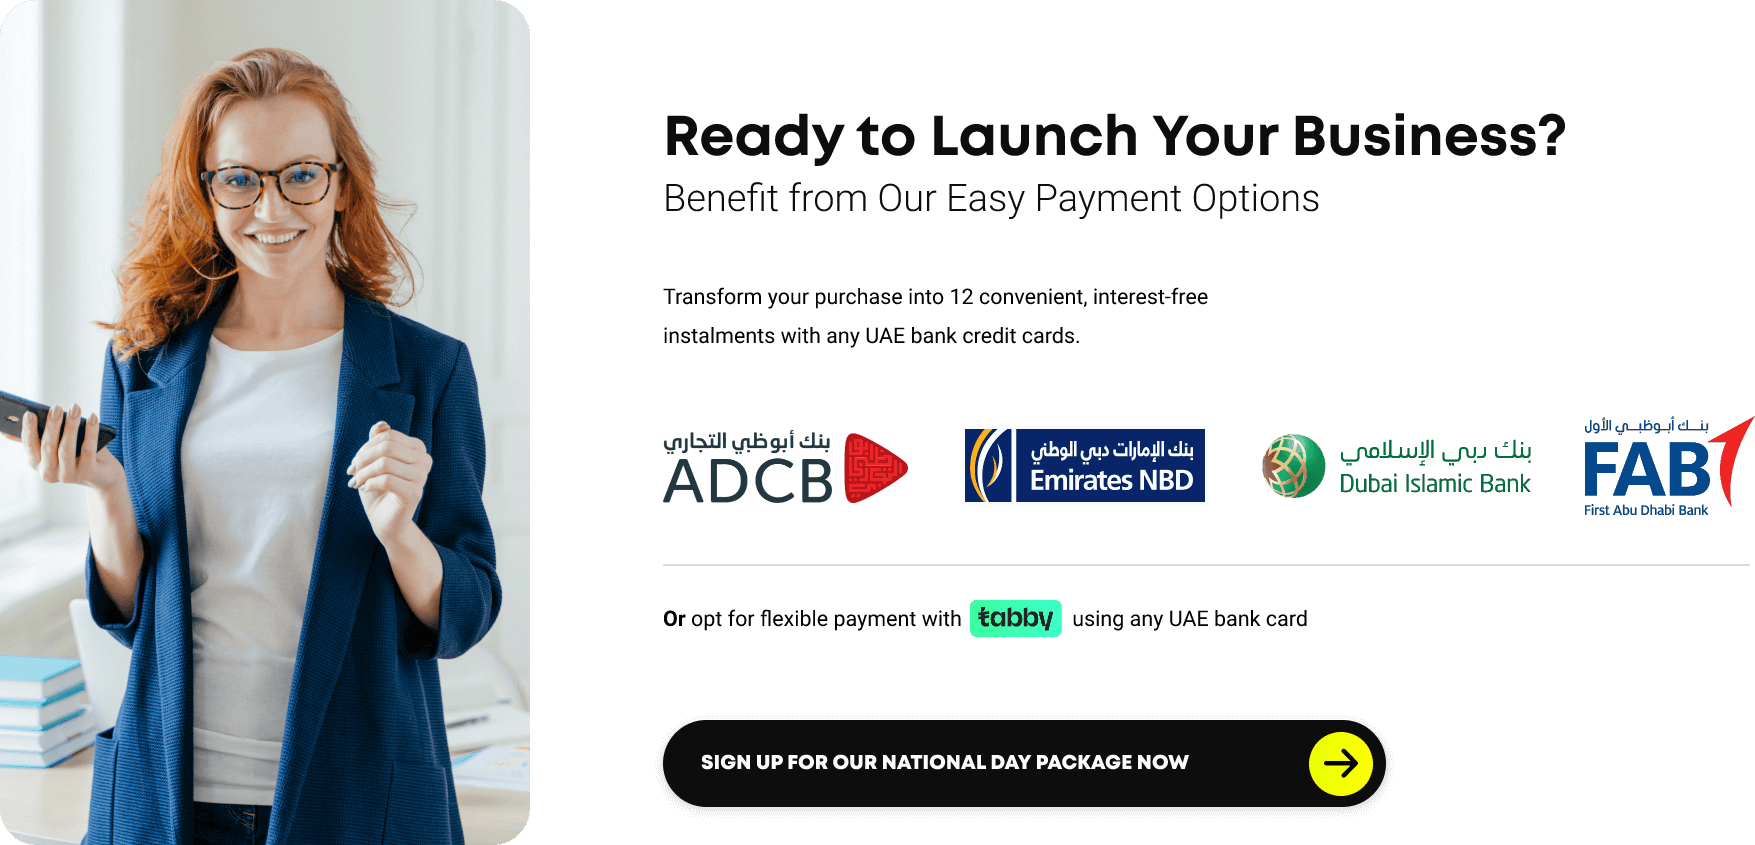 Ready to Launch Your Business?
Benefit from Our Easy Payment Options
Transform your purchase into 12 convenient, interest-free
instalments with any UAE bank credit cards.
بنك أبوظبي التجاري
ADCB
بنك الإمارات دبي الوطني
Emirates NBD
بنك دبي الإسلامي
Dubai Islamic Bank
بنك أبوظبي الأول
FAB
First Abu Dhabi Bank
Or opt for flexible payment with tabby using any UAE bank card
SIGN UP FOR OUR NATIONAL DAY PACKAGE NOW